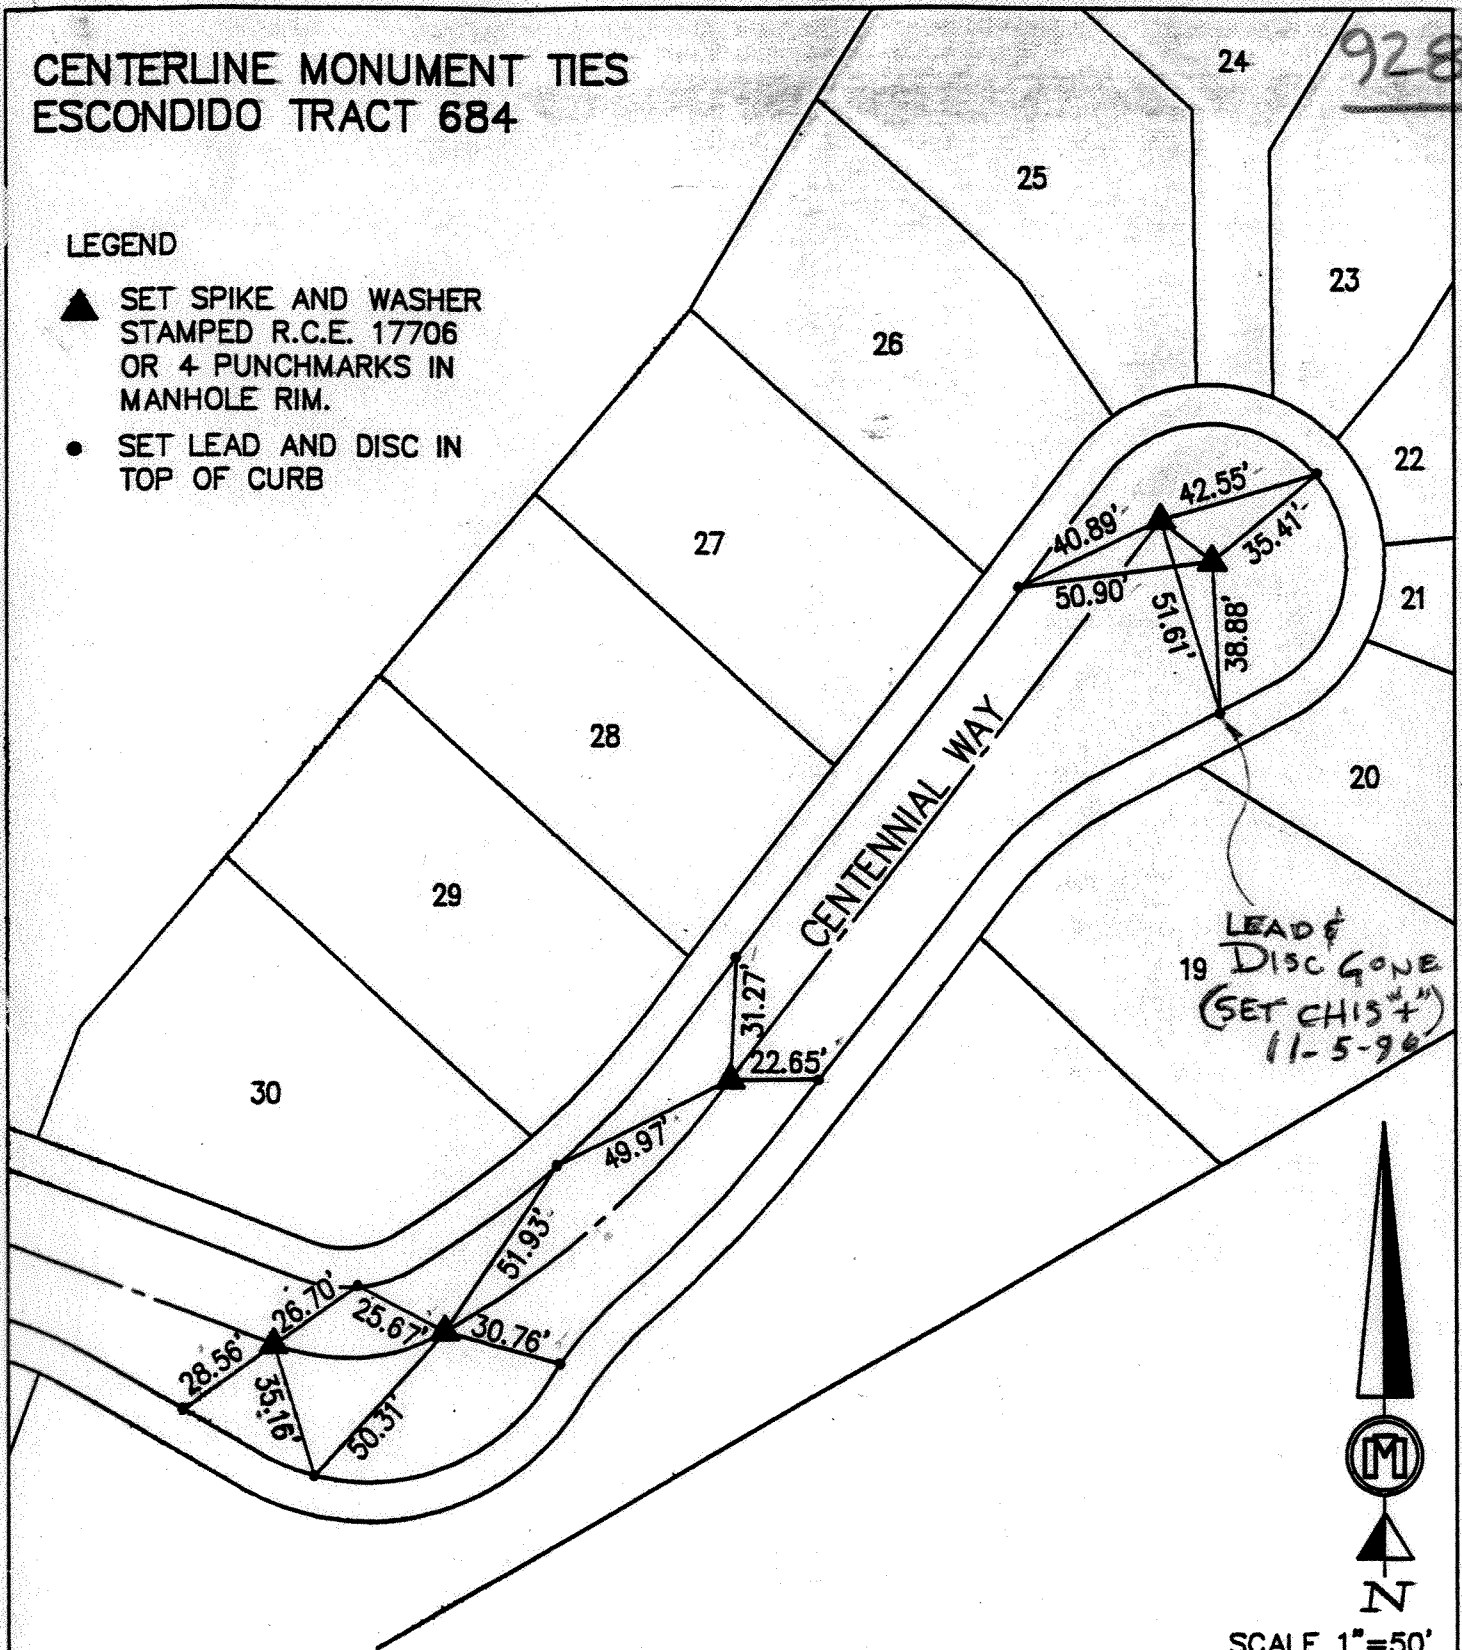 CENTERLINE MONUMENT TIES
ESCONDIDO TRACT 684
928
LEGEND
SET SPIKE AND WASHER
STAMPED R.C.E. 17706
OR 4 PUNCHMARKS IN
MANHOLE RIM.
SET LEAD AND DISC IN
TOP OF CURB
24
25
23
26
22
27
21
28
20
29
19
30
42.55'
40.89'
35.41'
50.90'
51.61'
38.88'
CENTENNIAL WAY
LEAD &
DISC GONE
(SET CHIS "+")
11-5-96
31.27'
22.65'
49.97'
51.93'
26.70'
25.67'
30.76'
28.56'
35.16'
50.31'
M
N
SCALE 1"=50'